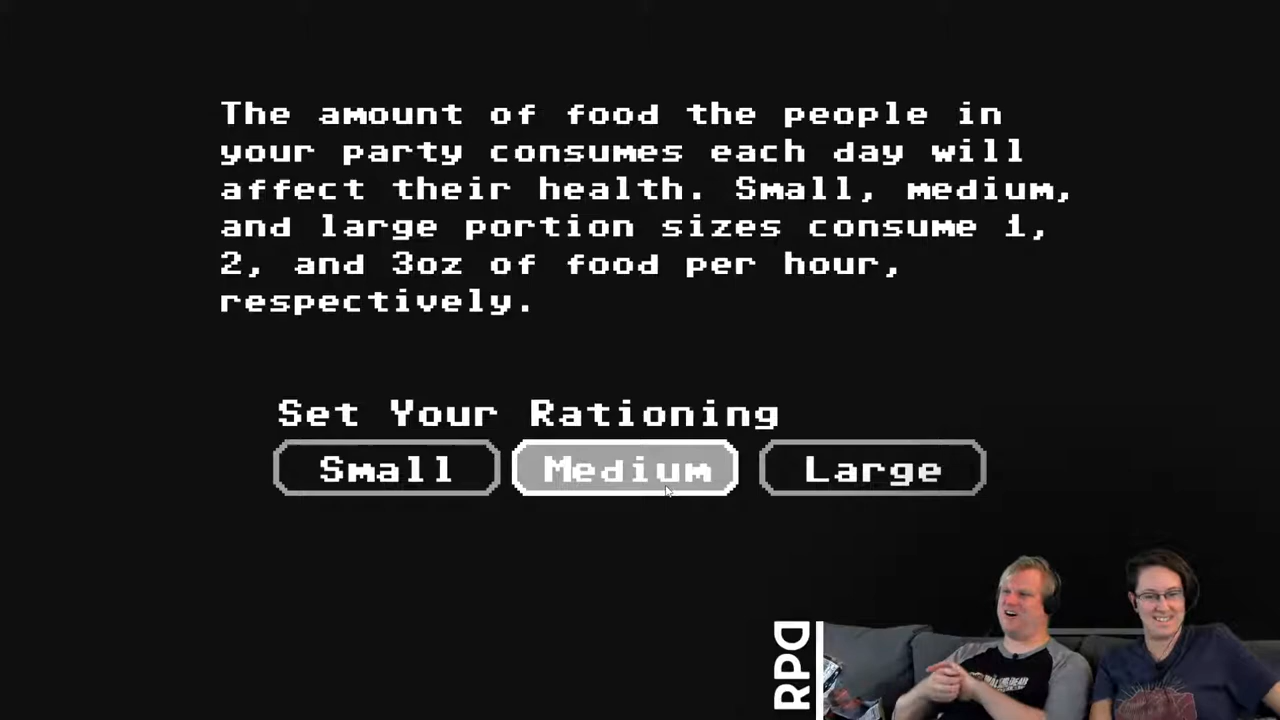 The amount of food the people in
your party consumes each day will
affect their health. Small, medium,
and large portion sizes consume 1,
2, and 3oz of food per hour,
respectively.
Set Your Rationing
Small Medium Large
RPD